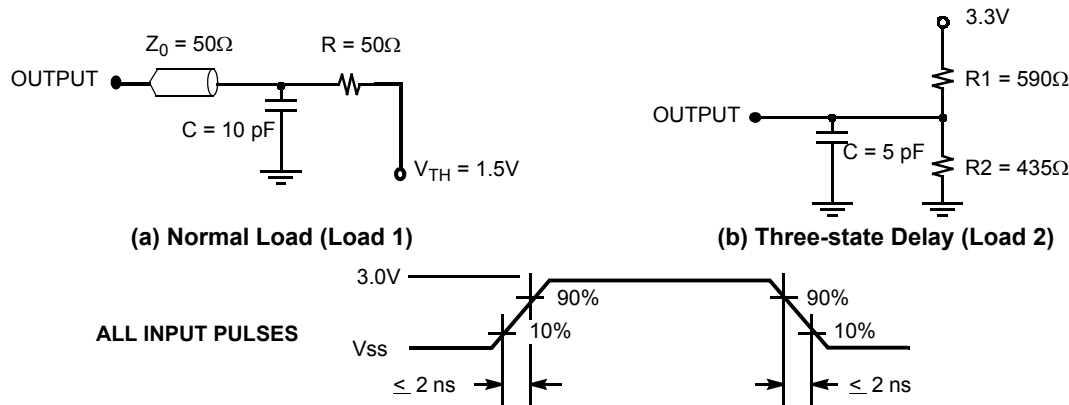 Z0 = 50Ω
R = 50Ω
OUTPUT
C = 10 pF
VTH = 1.5V
(a) Normal Load (Load 1)
3.3V
R1 = 590Ω
OUTPUT
C = 5 pF
R2 = 435Ω
(b) Three-state Delay (Load 2)
ALL INPUT PULSES
3.0V
90%
10%
Vss
≤ 2 ns
90%
10%
≤ 2 ns